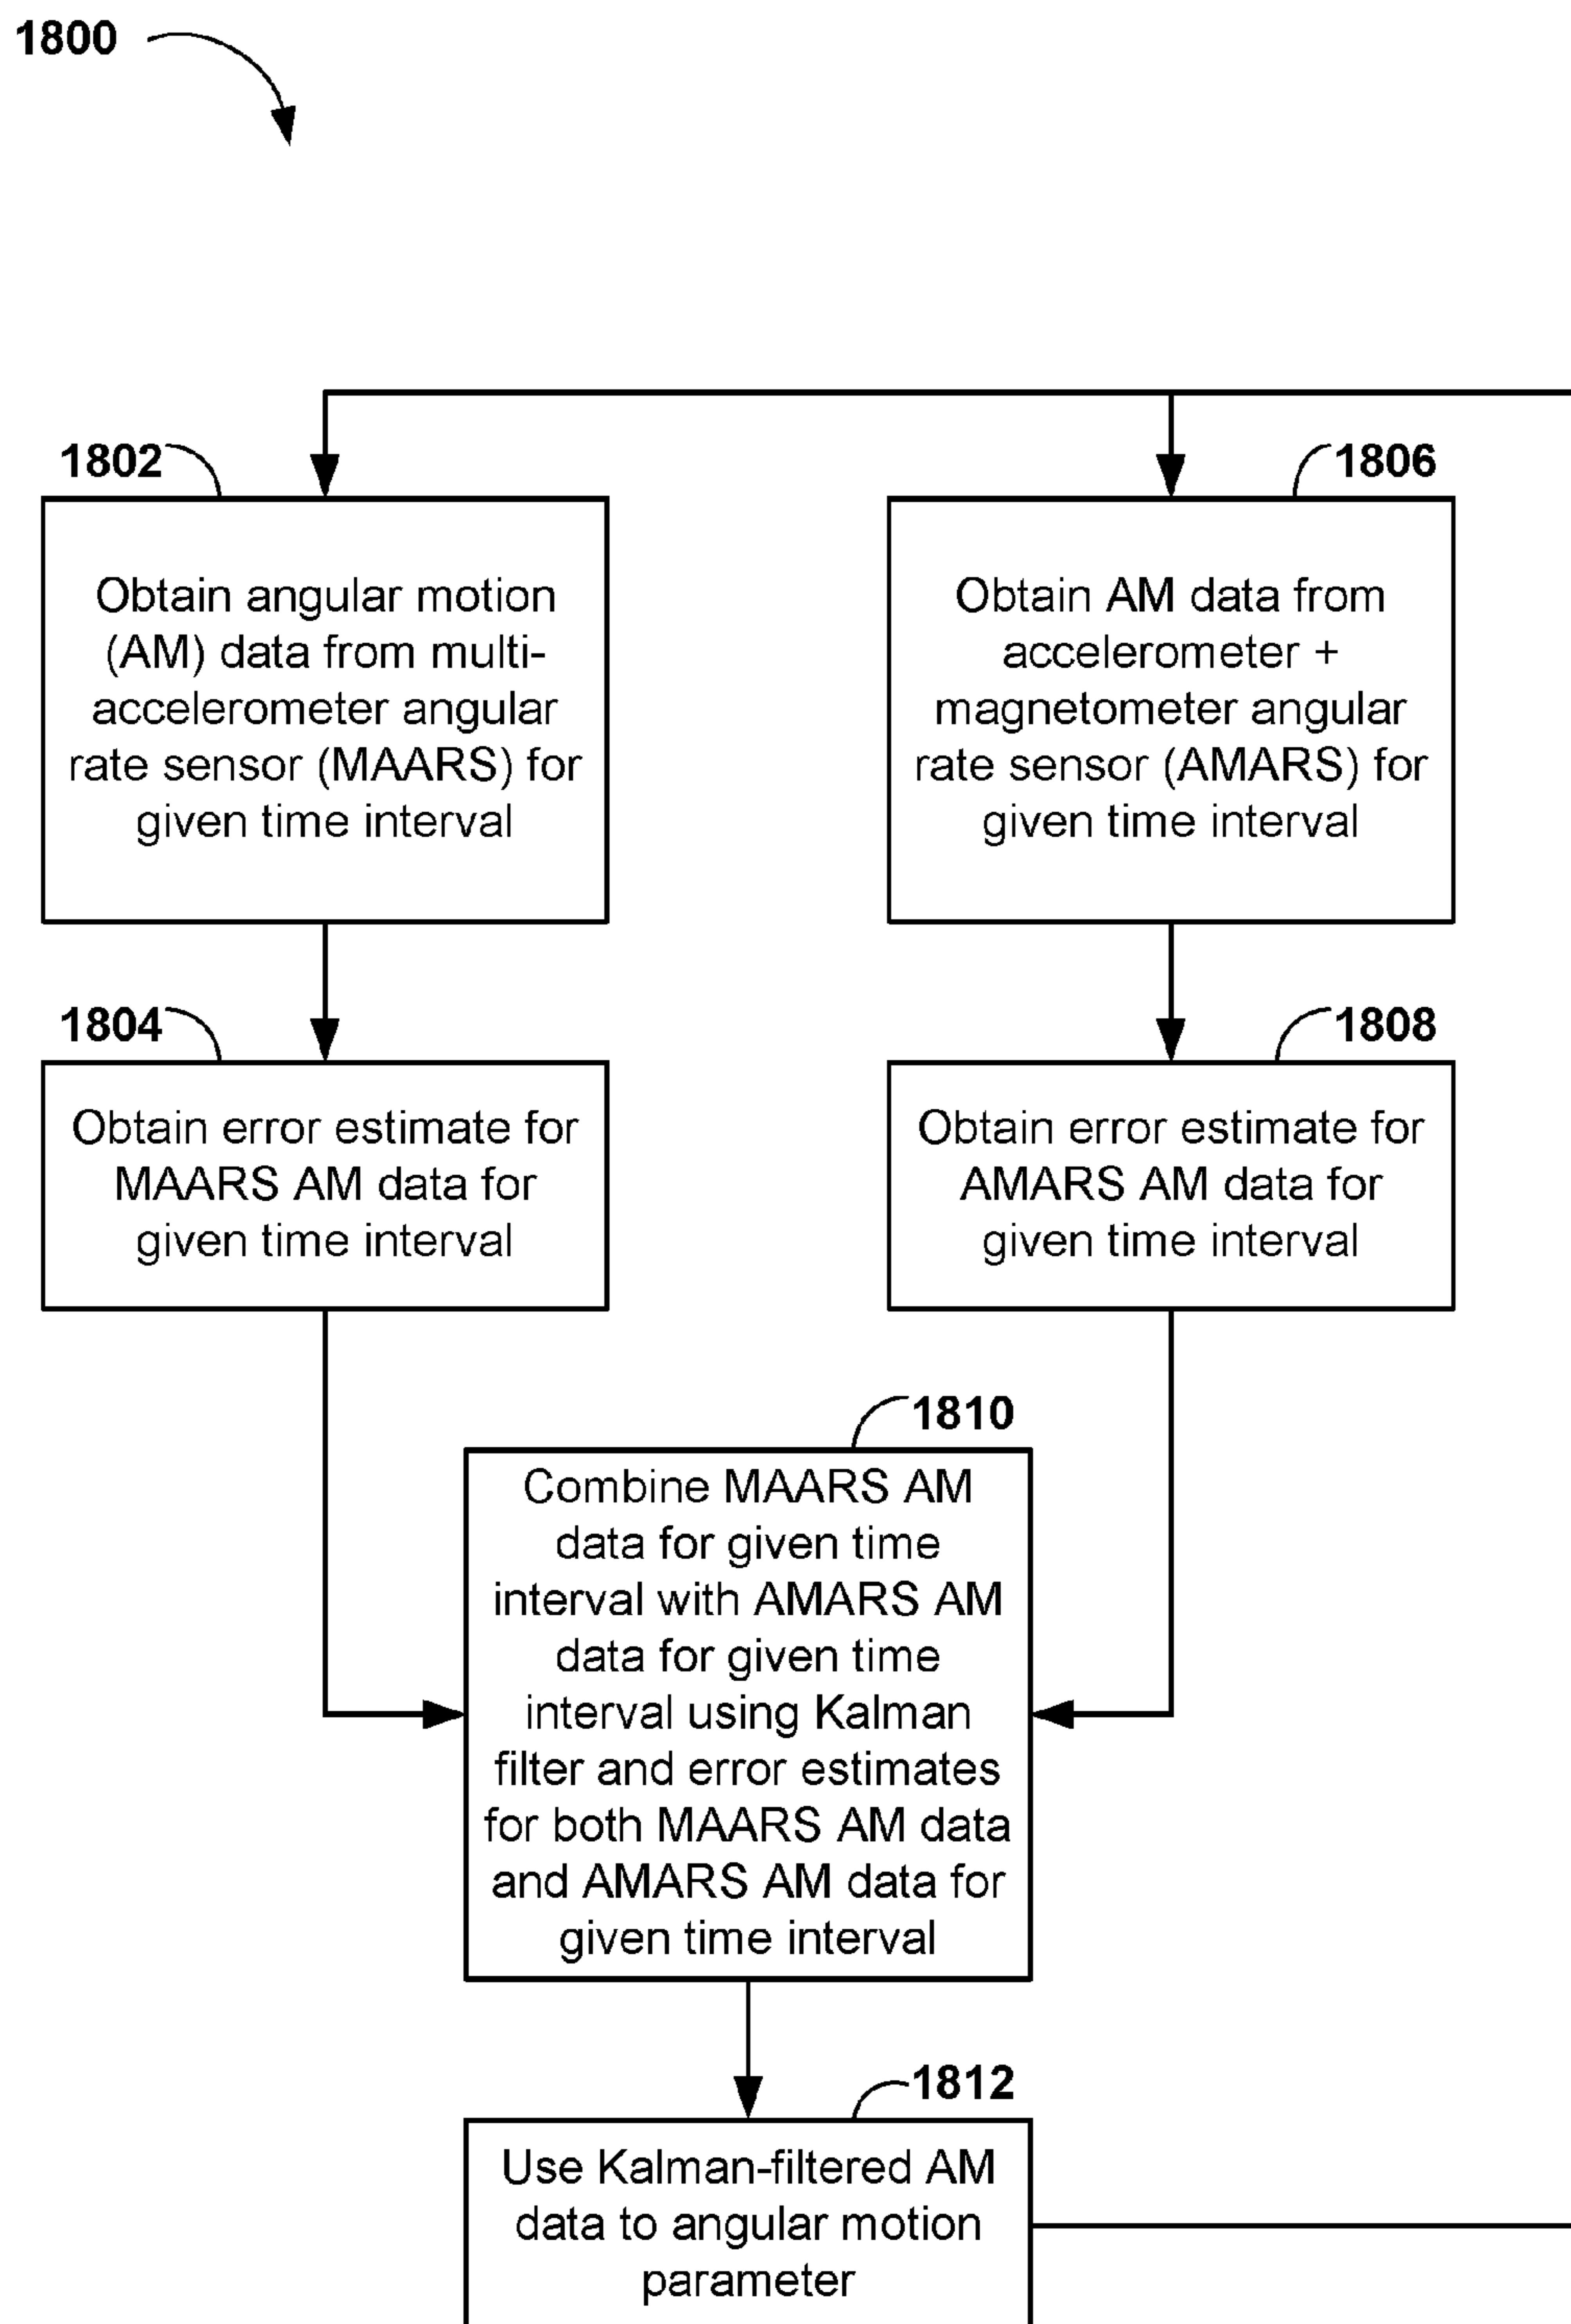 1800
1802
Obtain angular motion
(AM) data from multi-
accelerometer angular
rate sensor (MAARS) for
given time interval
1806
Obtain AM data from
accelerometer +
magnetometer angular
rate sensor (AMARS) for
given time interval
1804
Obtain error estimate for
MAARS AM data for
given time interval
1808
Obtain error estimate for
AMARS AM data for
given time interval
1810
Combine MAARS AM
data for given time
interval with AMARS AM
data for given time
interval using Kalman
filter and error estimates
for both MAARS AM data
and AMARS AM data for
given time interval
1812
Use Kalman-filtered AM
data to angular motion
parameter